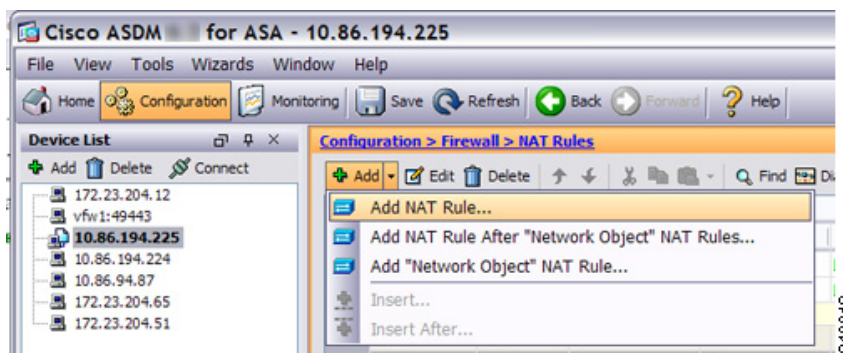 Cisco ASDM for ASA - 10.86.194.225
File View Tools Wizards Window Help
Home Configuration Monitoring Save Refresh Back Forward Help
Device List
Add Delete Connect
172.23.204.12
vfw1:49443
10.86.194.225
10.86.194.224
10.86.94.87
172.23.204.65
172.23.204.51
Configuration > Firewall > NAT Rules
Add Edit Delete Find
Add NAT Rule...
Add NAT Rule After "Network Object" NAT Rules...
Add "Network Object" NAT Rule...
Insert...
Insert After...